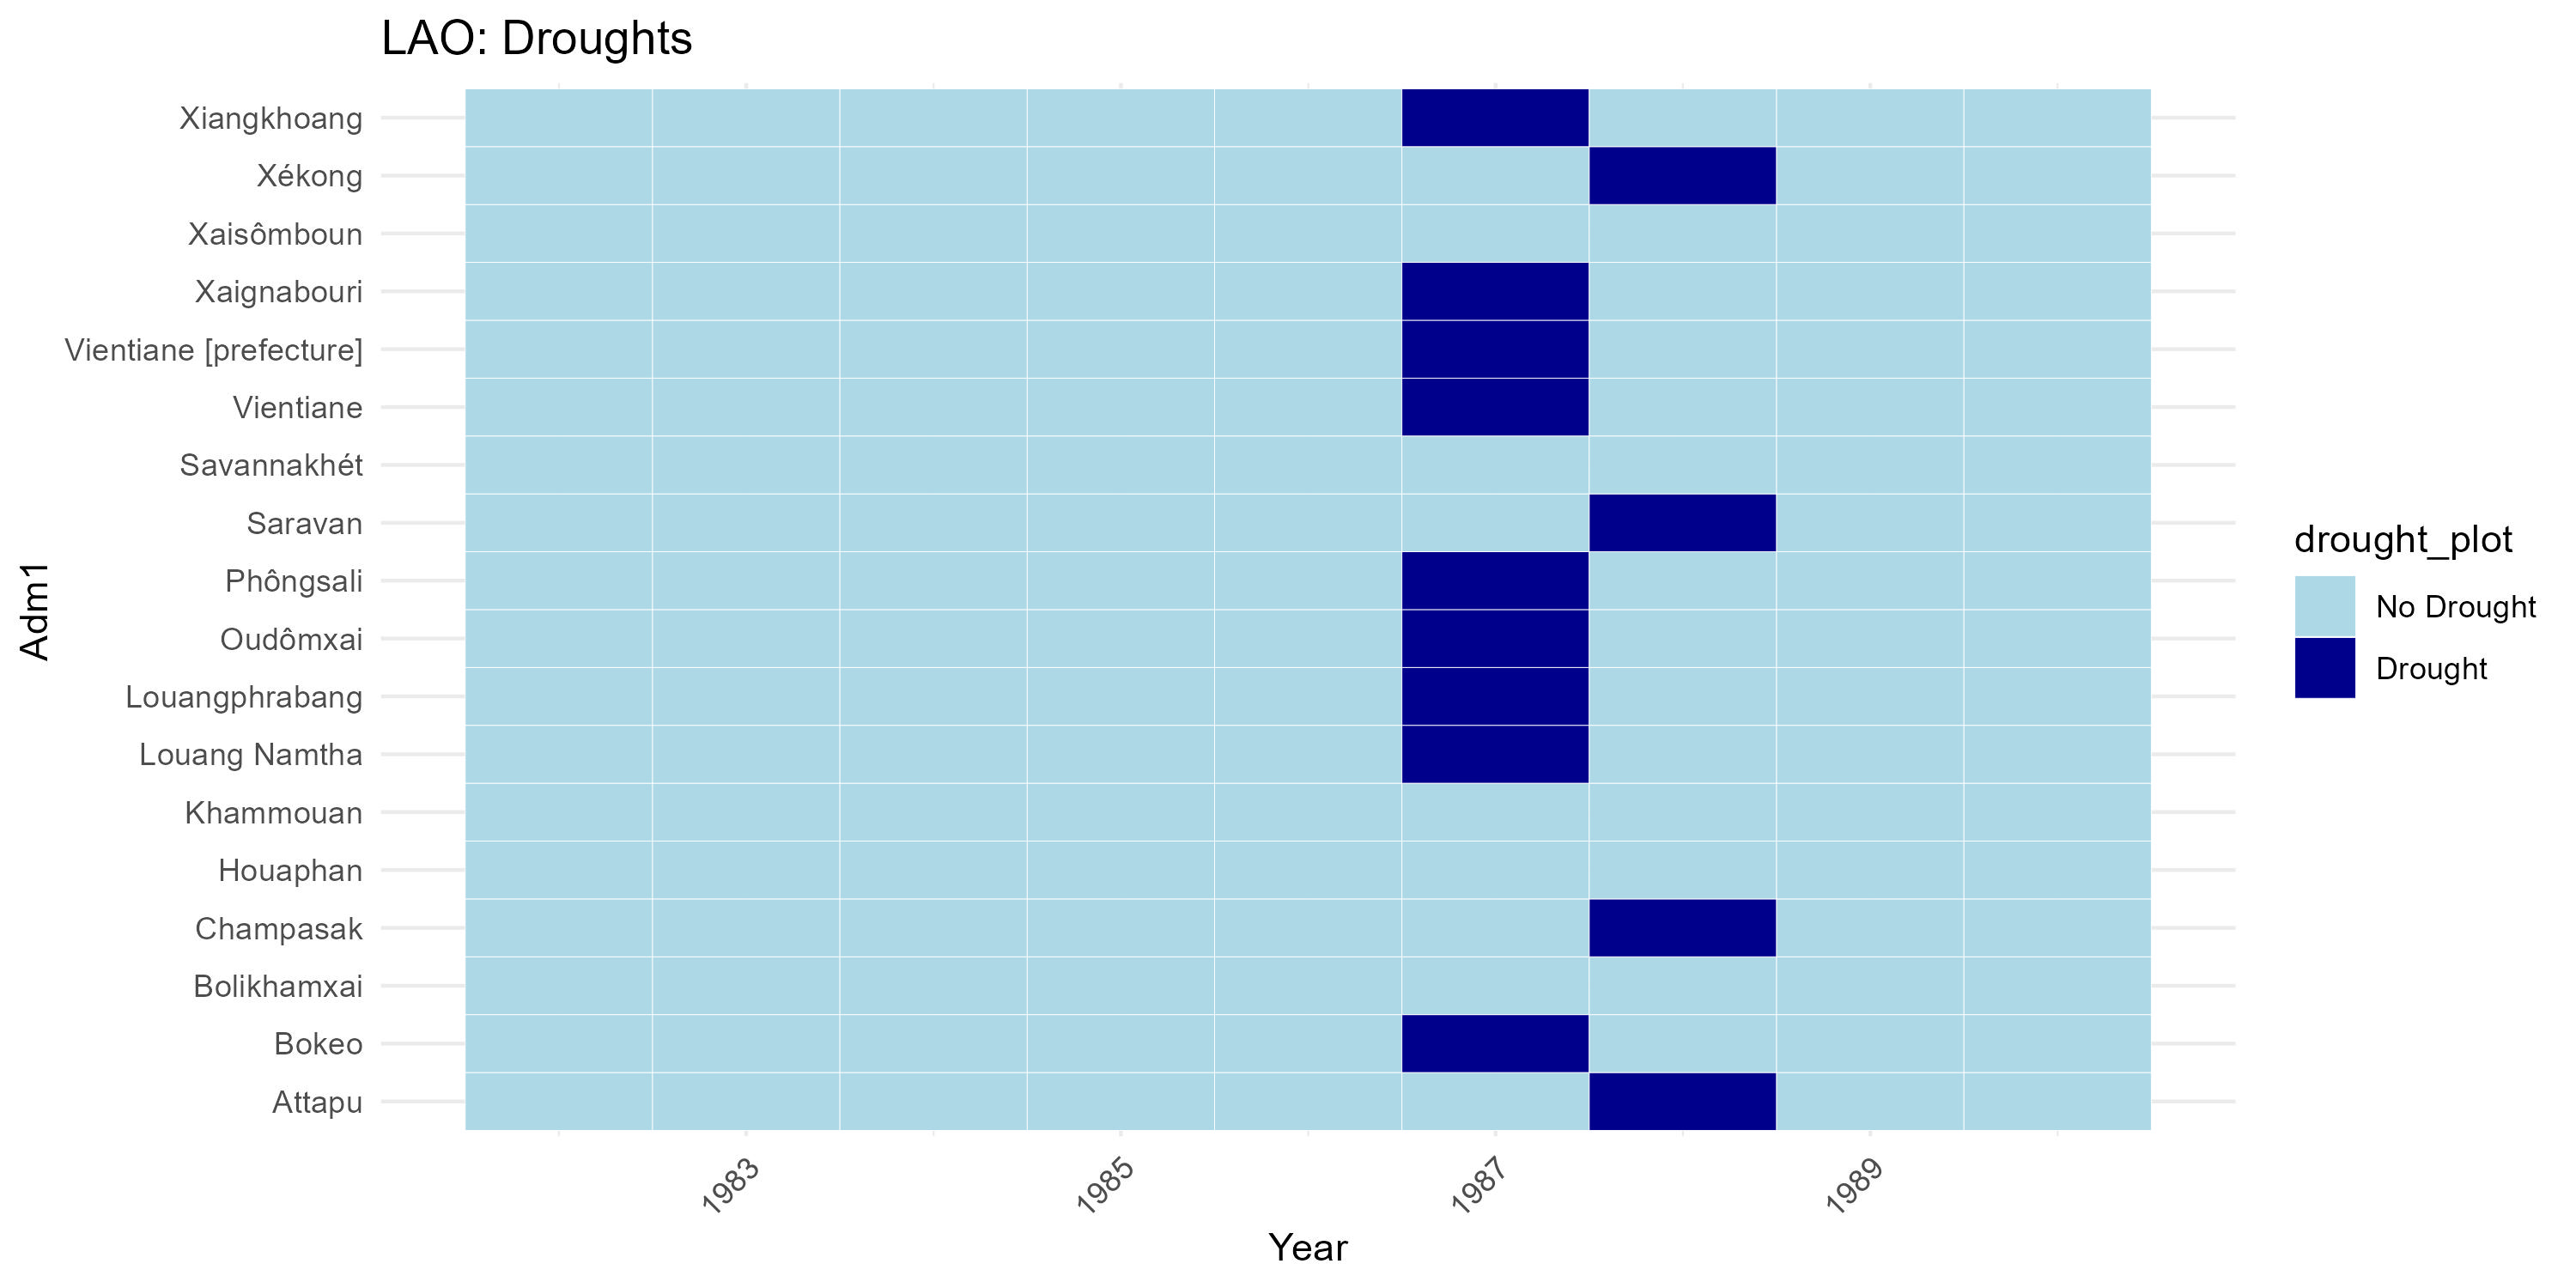 LAO: Droughts
Xiangkhoang
Xékong
Xaisômboun
Xaignabouri
Vientiane [prefecture]
Vientiane
Savannakhét
Saravan
Phôngsali
Oudômxai
Louangphrabang
Louang Namtha
Khammouan
Houaphan
Champasak
Bolikhamxai
Bokeo
Attapu
Adm1
1983
1985
1987
1989
Year
drought_plot
No Drought
Drought